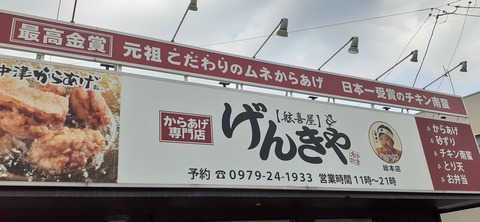 最高金賞 元祖 こだわりのムネからあげ 日本一受賞のチキン南蛮
中津からあげ
からあげ
専門店
げんきや
総本店
からあげ
砂ずり
チキン南蛮
とり天
お弁当
予約 ☎ 0979-24-1933 営業時間 11時〜21時